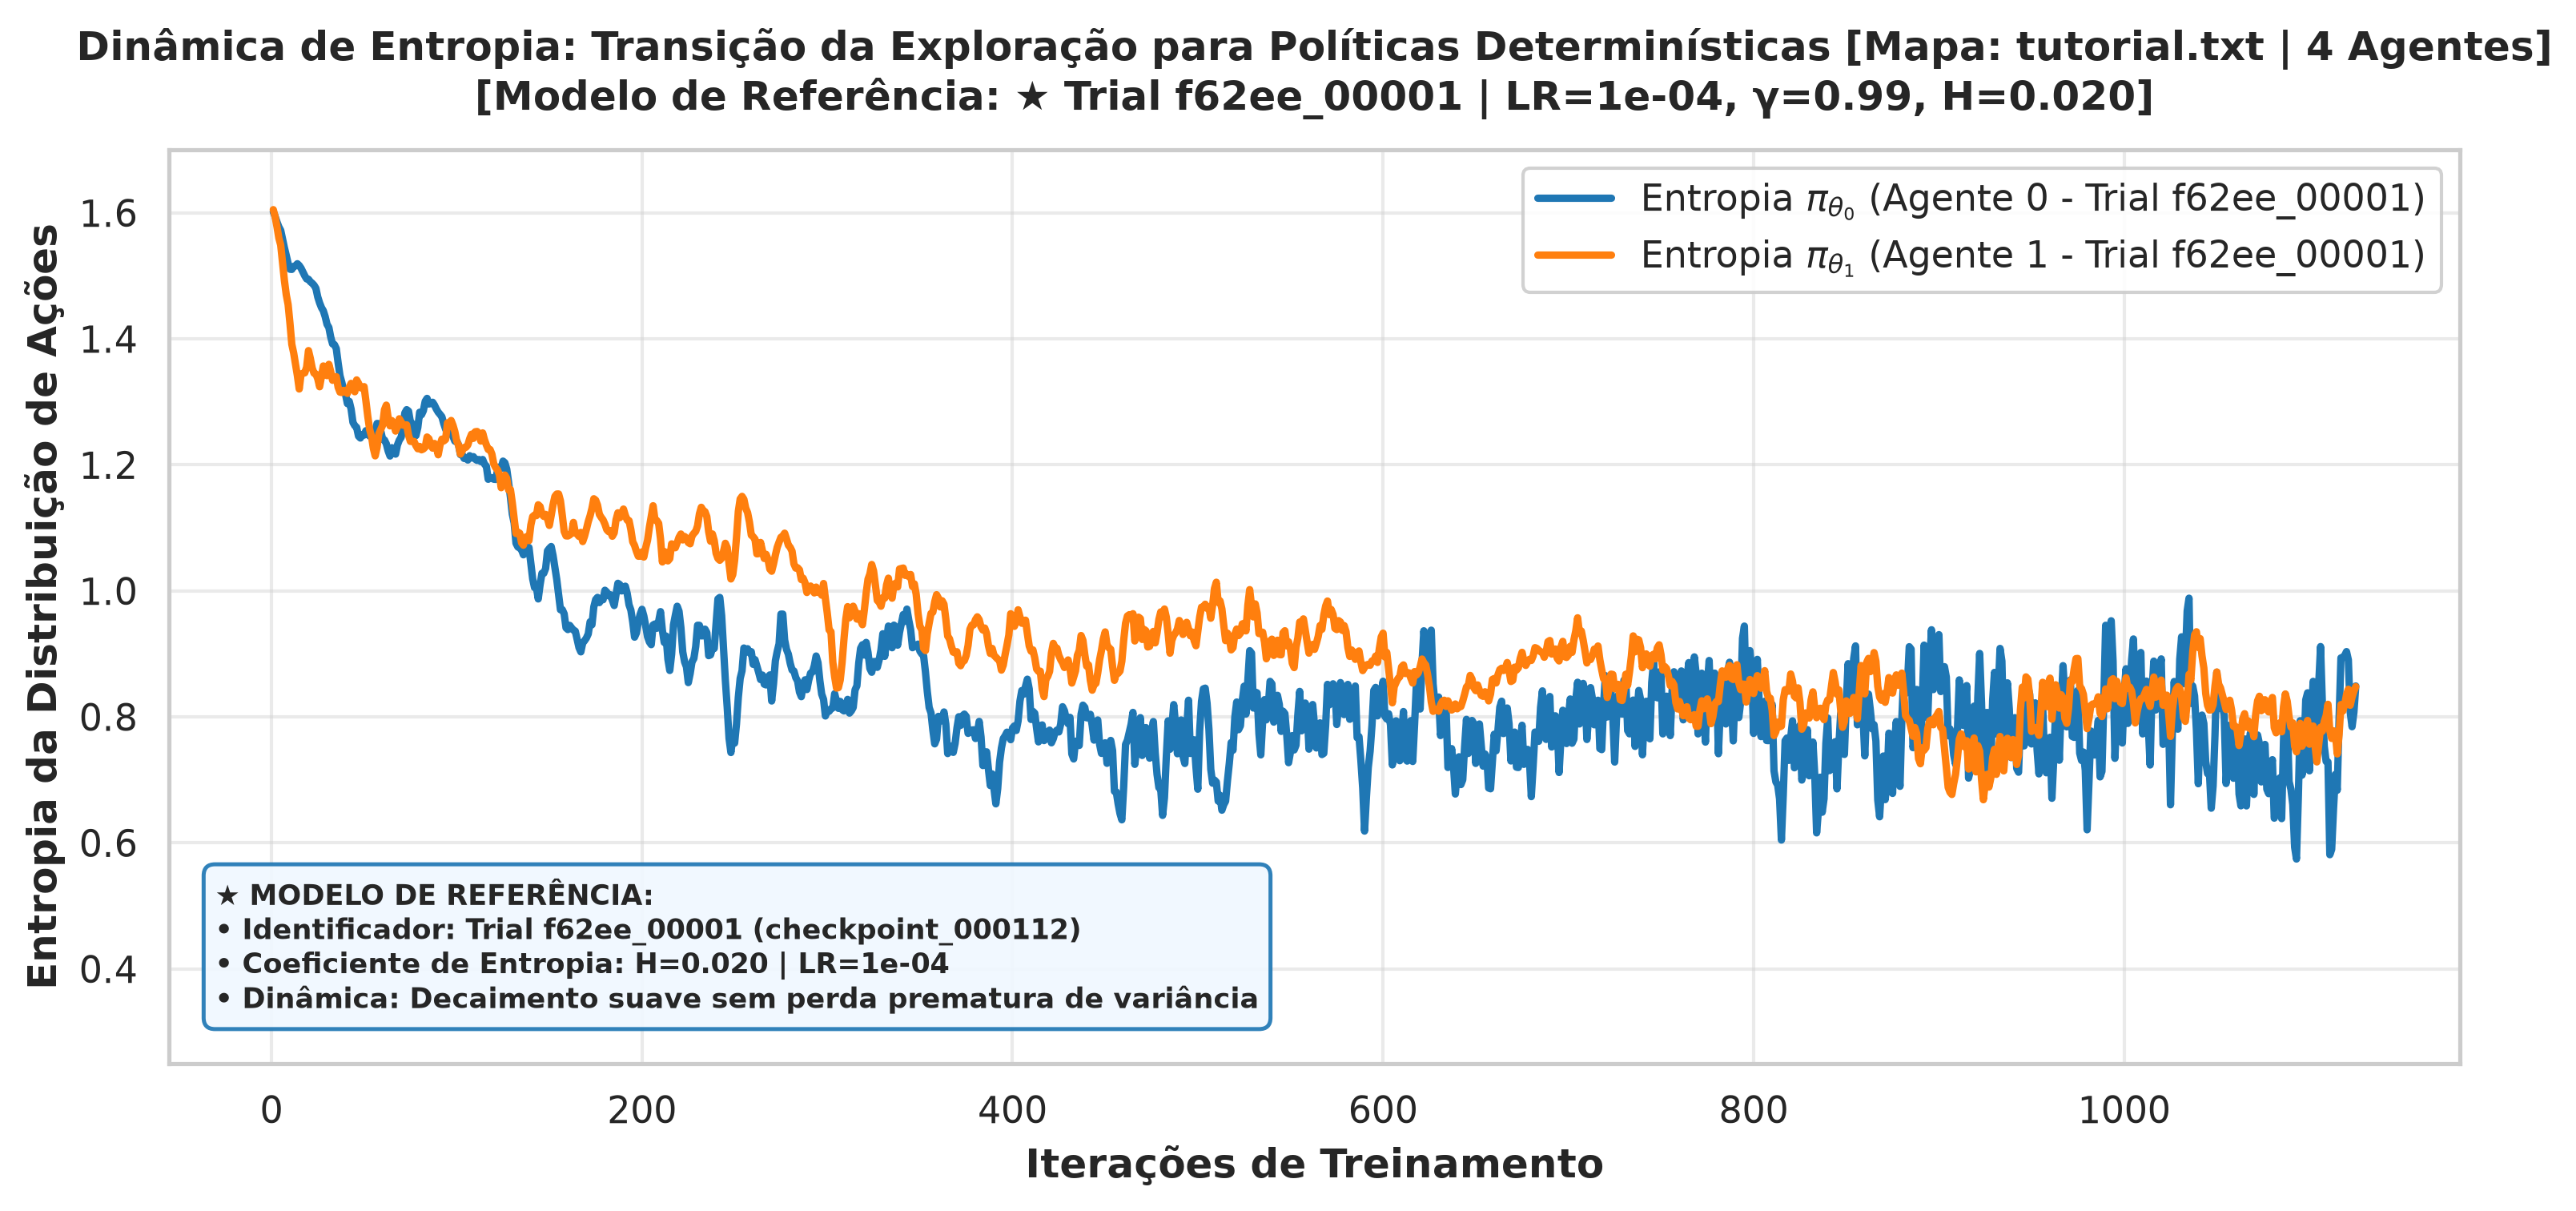 Dinâmica de Entropia: Transição da Exploração para Políticas Determinísticas [Mapa: tutorial.txt | 4 Agentes]
[Modelo de Referência: ★ Trial f62ee_00001 | LR=1e-04, γ=0.99, H=0.020]
Entropia π_θ₀ (Agente 0 - Trial f62ee_00001)
Entropia π_θ₁ (Agente 1 - Trial f62ee_00001)
Entropia da Distribuição de Ações
1.6
1.4
1.2
1.0
0.8
0.6
0.4
★ MODELO DE REFERÊNCIA:
• Identificador: Trial f62ee_00001 (checkpoint_000112)
• Coeficiente de Entropia: H=0.020 | LR=1e-04
• Dinâmica: Decaimento suave sem perda prematura de variância
0 200 400 600 800 1000
Iterações de Treinamento